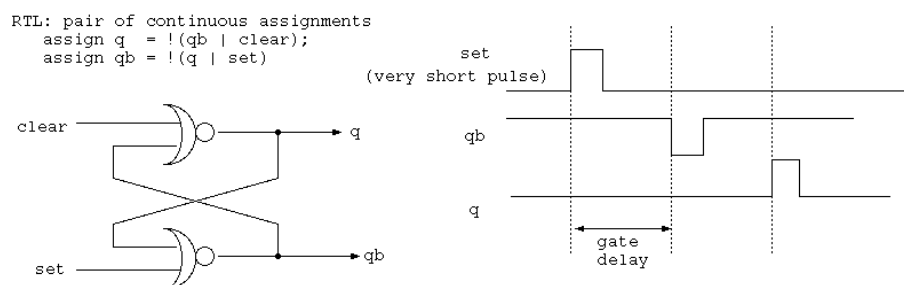 RTL: pair of continuous assignments
assign q  = !(qb | clear);
assign qb = !(q | set)
clear
q
set
qb
set
(very short pulse)
qb
q
gate
delay